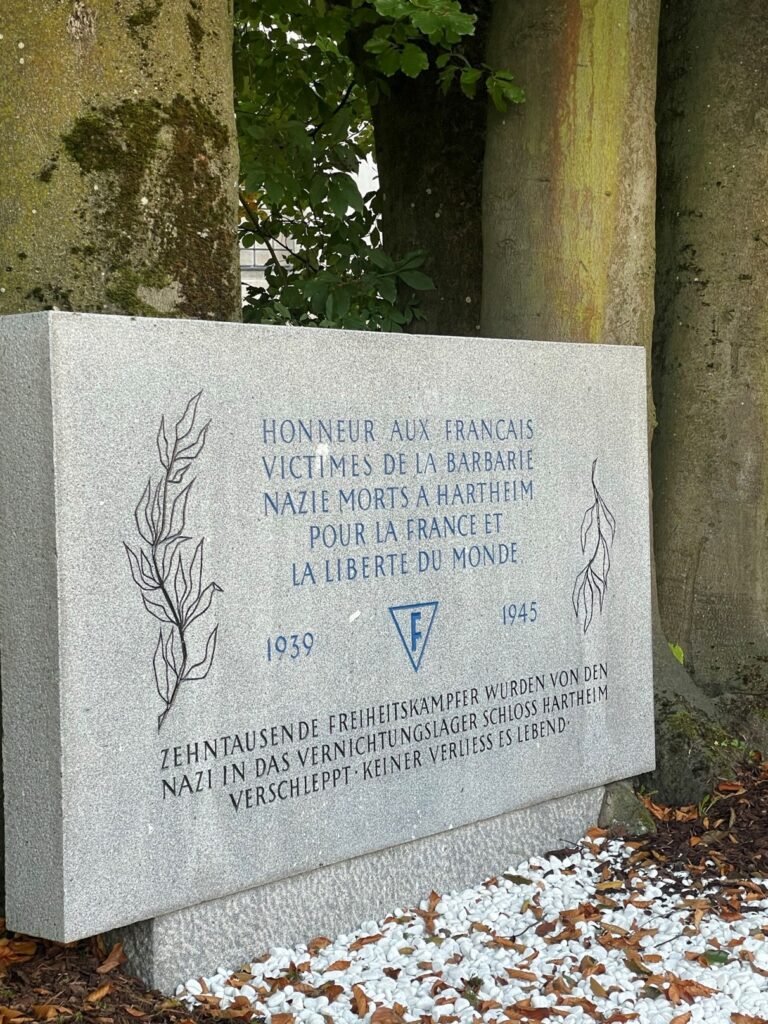 HONNEUR AUX FRANCAIS
VICTIMES DE LA BARBARIE
NAZIE MORTS A HARTHEIM
POUR LA FRANCE ET
LA LIBERTE DU MONDE
1939 F 1945
ZEHNTAUSENDE FREIHEITSKAMPFER WURDEN VON DEN
NAZI IN DAS VERNICHTUNGSLAGER SCHLOSS HARTHEIM
VERSCHLEPPT · KEINER VERLIESS ES LEBEND ·